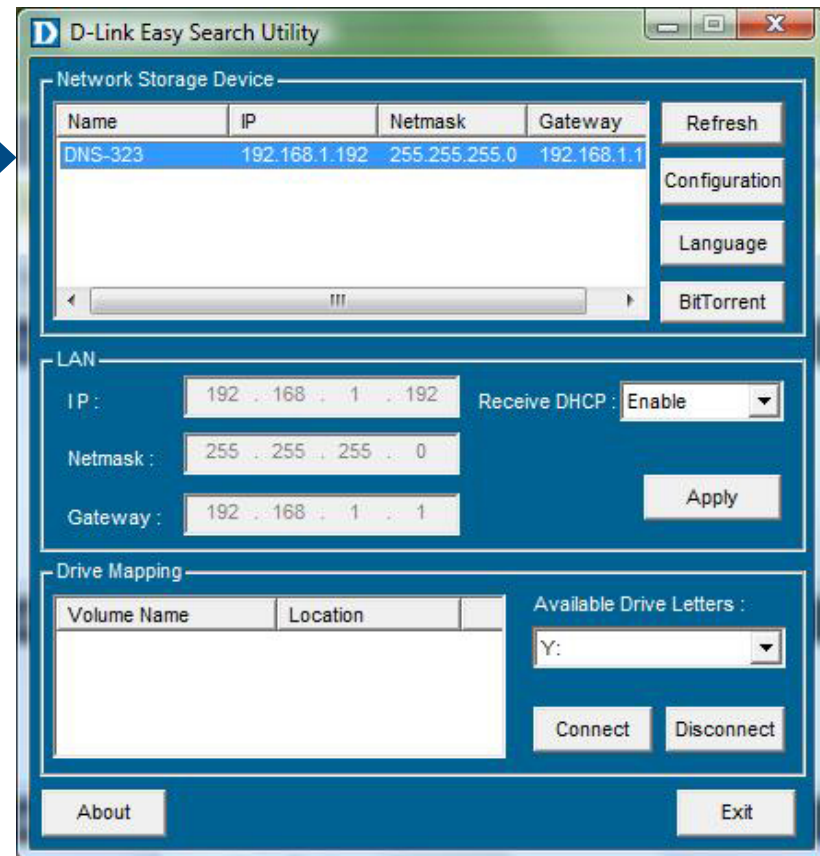 D-Link Easy Search Utility
Network Storage Device
Name IP Netmask Gateway
DNS-323 192.168.1.192 255.255.255.0 192.168.1.1
Refresh
Configuration
Language
BitTorrent
LAN
IP: 192 . 168 . 1 . 192 Receive DHCP : Enable
Netmask : 255 . 255 . 255 . 0
Gateway : 192 . 168 . 1 . 1
Apply
Drive Mapping
Volume Name Location
Available Drive Letters :
Y:
Connect Disconnect
About Exit